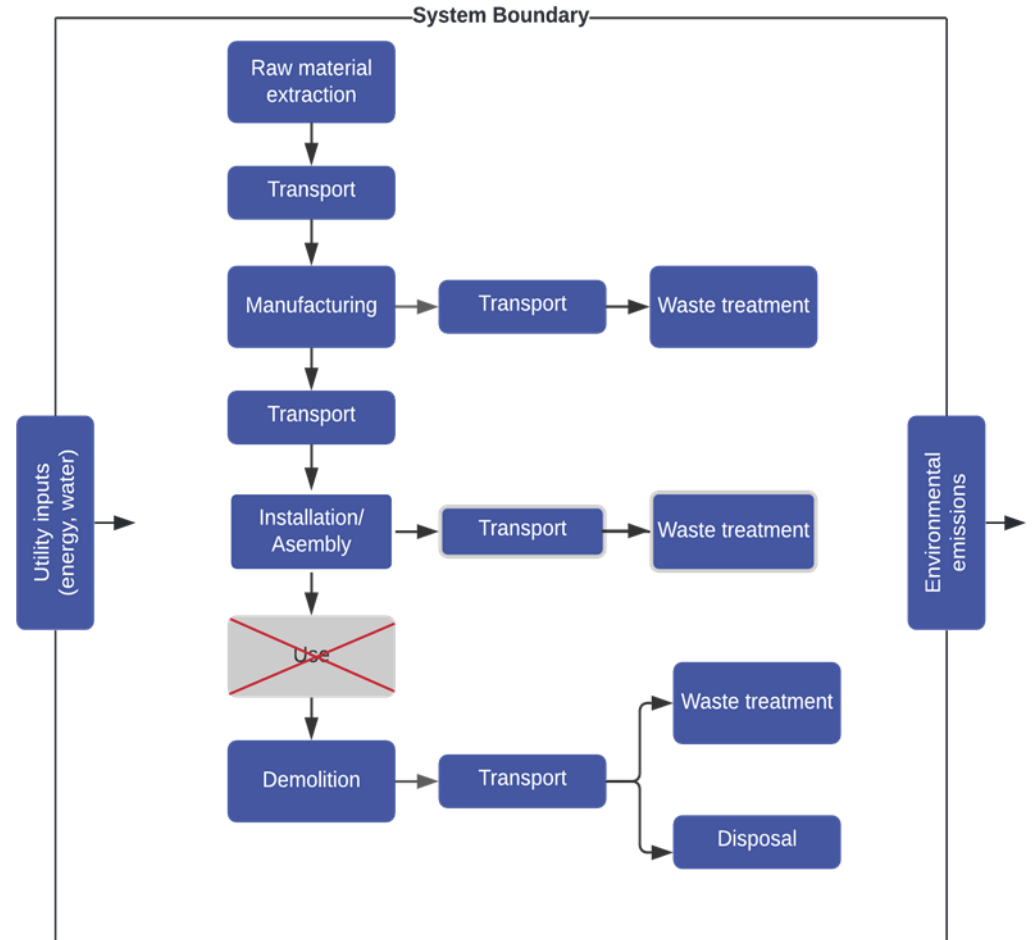 System Boundary
Raw material
extraction
Transport
Manufacturing
Transport
Waste treatment
Transport
Utility inputs
(energy, water)
Installation/
Asembly
Transport
Waste treatment
Environmental
emissions
Use
Demolition
Transport
Waste treatment
Disposal